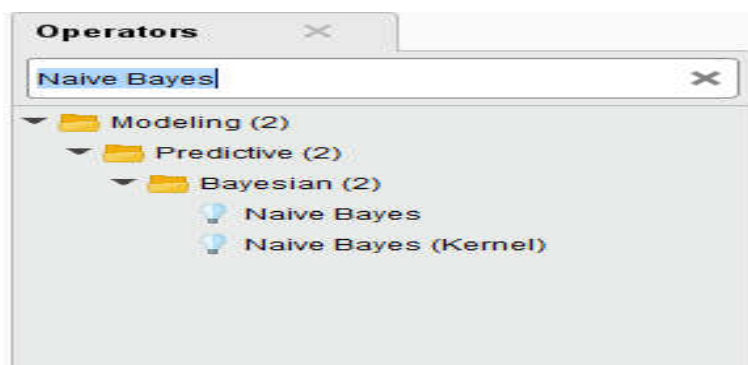 Operators
Naive Bayes
Modeling (2)
Predictive (2)
Bayesian (2)
Naive Bayes
Naive Bayes (Kernel)